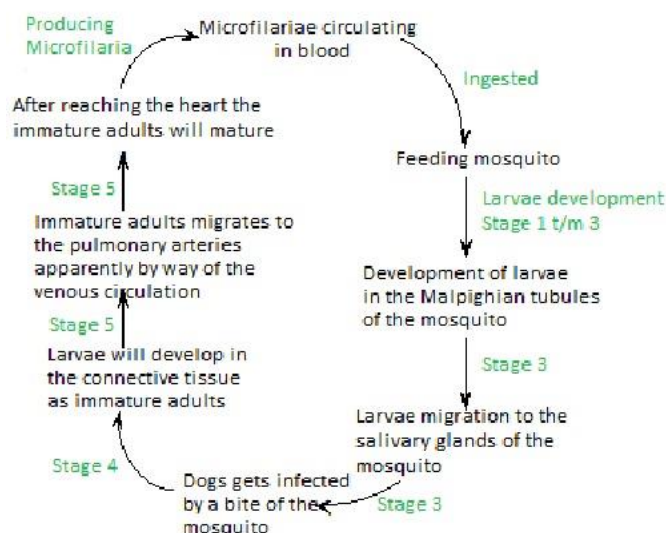 Producing
Microfilaria
Microfilariae circulating
in blood
Ingested
Feeding mosquito
Larvae development
Stage 1 t/m 3
Development of larvae
in the Malpighian tubules
of the mosquito
Stage 3
Larvae migration to the
salivary glands of the
mosquito
Stage 3
Dogs gets infected
by a bite of the
mosquito
Stage 4
Larvae will develop in
the connective tissue
as immature adults
Stage 5
Immature adults migrates to
the pulmonary arteries
apparently by way of the
venous circulation
Stage 5
After reaching the heart the
immature adults will mature